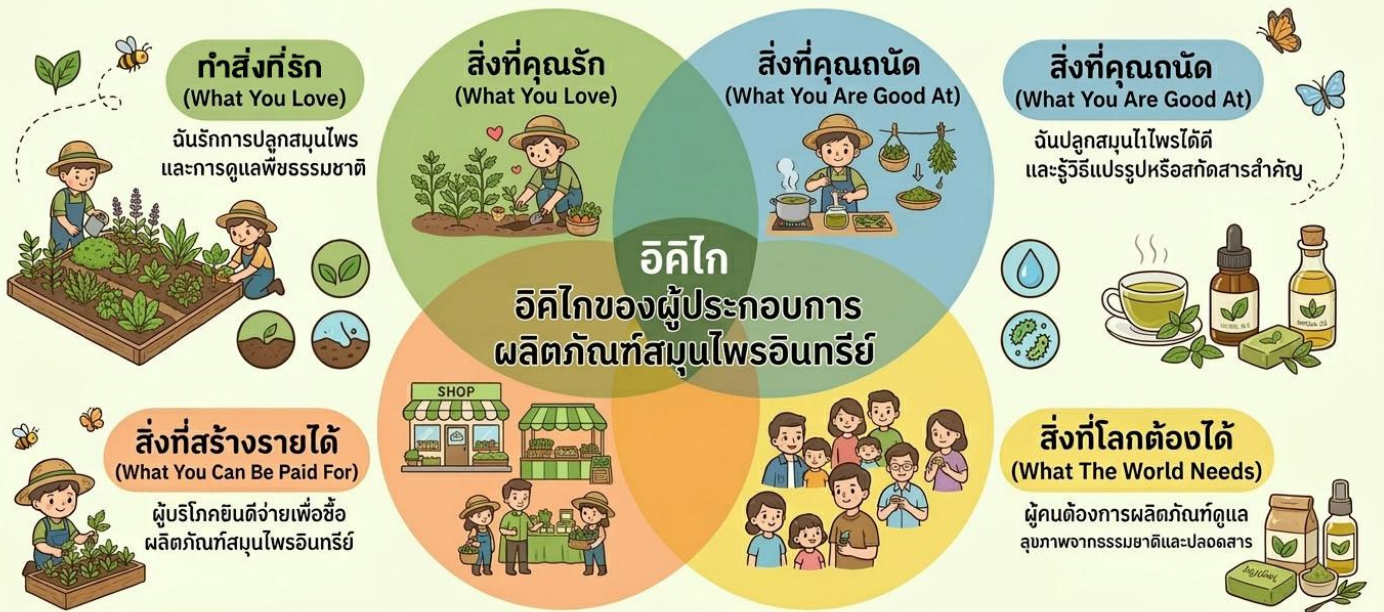 ทำสิ่งที่รัก
(What You Love)
ฉันรักการปลูกสมุนไพร
และการดูแลพืชธรรมชาติ
สิ่งที่คุณรัก
(What You Love)
สิ่งที่คุณถนัด
(What You Are Good At)
สิ่งที่คุณถนัด
(What You Are Good At)
ฉันปลูกสมุนไไไพรได้ดี
และรู้วิธีแปรรูปหรือสกัดสารสำคัญ
อิคิไก
อิคิไกของผู้ประกอบการ
ผลิตภัณฑ์สมุนไพรอินทรีย์
SHOP
สิ่งที่สร้างรายได้
(What You Can Be Paid For)
ผู้บริโภคยินดีจ่ายเพื่อซื้อ
ผลิตภัณฑ์สมุนไพรอินทรีย์
สิ่งที่โลกต้องได้
(What The World Needs)
ผู้คนต้องการผลิตภัณฑ์ดูแล
สุขภาพจากธรรมยาดิและปลอดสาร